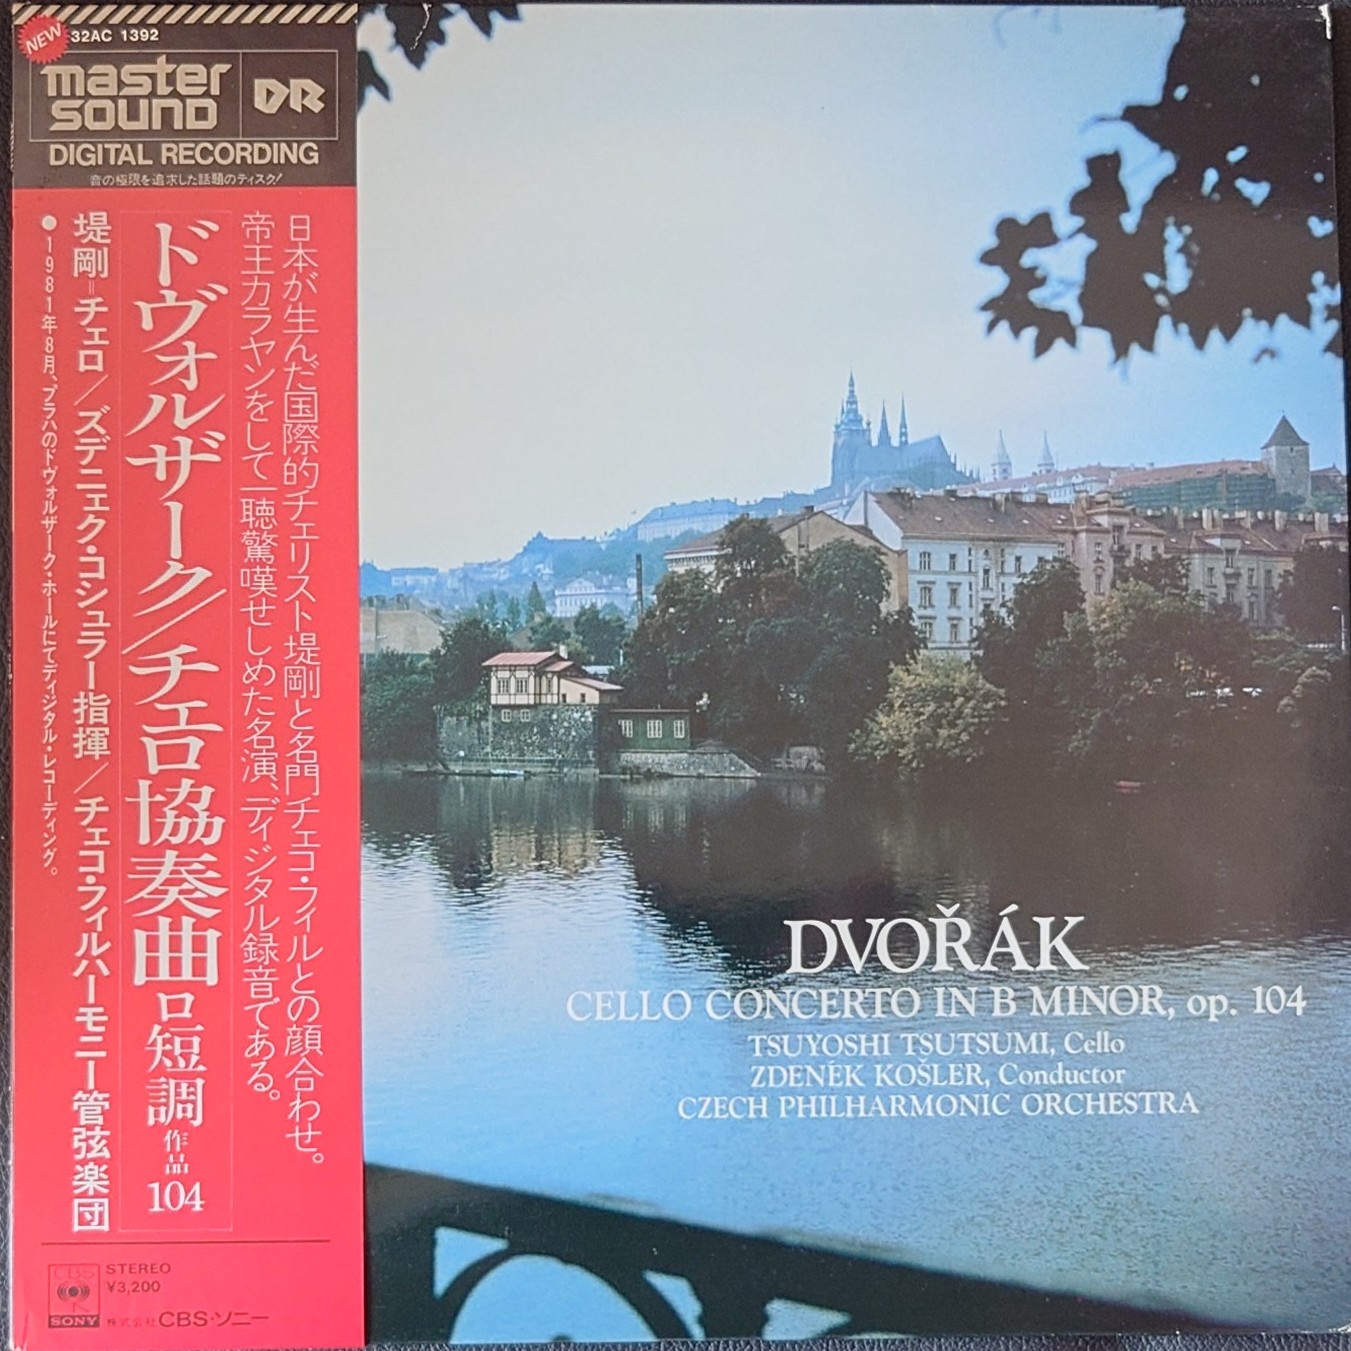 NEW
32AC 1392
master
sound
DR
DIGITAL RECORDING
音の極限を追求した話題のディスク!
日本が生んだ国際的チェリスト堤剛と名門チェコ・フィルとの顔合わせ。
帝王カラヤンをして一聴驚嘆せしめた名演、ディジタル録音である。
ドヴォルザーク/チェロ協奏曲ロ短調作品104
堤剛=チェロ/ズデニェク・コシュラー指揮/チェコ・フィルハーモニー管弦楽団
●1981年8月、プラハのドヴォルザーク・ホールにてディジタル・レコーディング。
CBS
SONY
STEREO
¥3,200
株式会社 CBS・ソニー
DVOŘÁK
CELLO CONCERTO IN B MINOR, op. 104
TSUYOSHI TSUTSUMI, Cello
ZDENÉK KOŠLER, Conductor
CZECH PHILHARMONIC ORCHESTRA